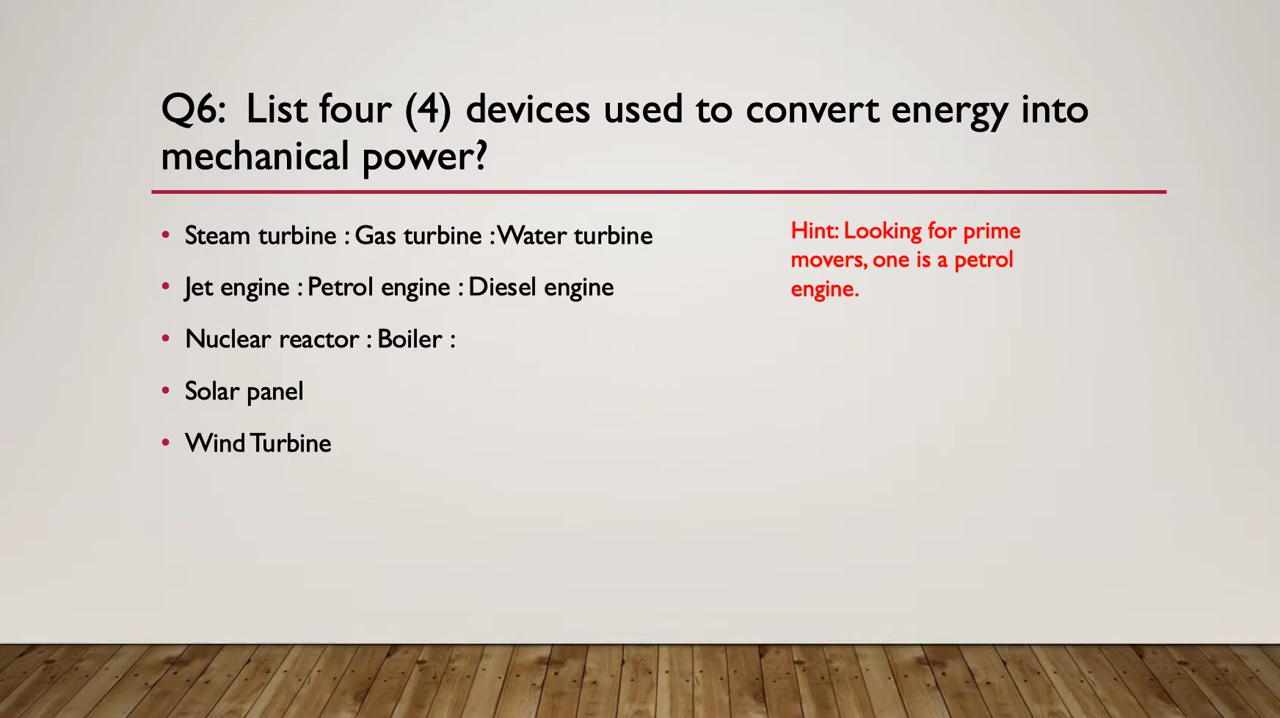 Q6: List four (4) devices used to convert energy into
mechanical power?
• Steam turbine : Gas turbine : Water turbine
• Jet engine : Petrol engine : Diesel engine
• Nuclear reactor : Boiler :
• Solar panel
• Wind Turbine
Hint: Looking for prime
movers, one is a petrol
engine.